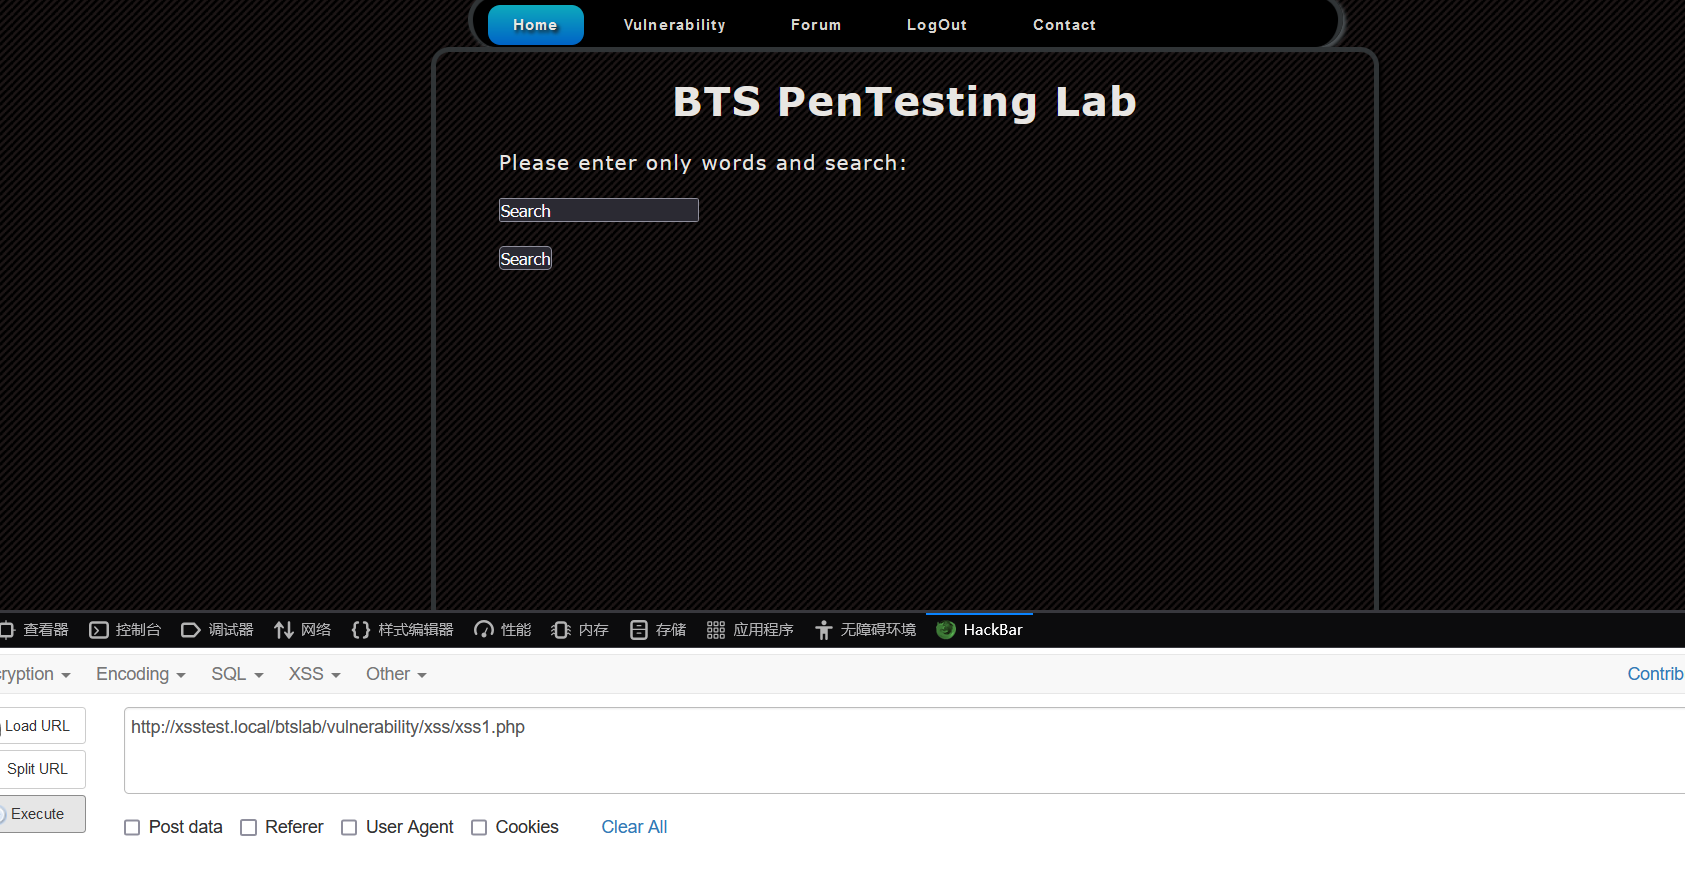 Home Vulnerability Forum LogOut Contact
BTS PenTesting Lab
Please enter only words and search:
Search
Search
查看器 控制台 调试器 网络 样式编辑器 性能 内存 存储 应用程序 无障碍环境 HackBar
ryption Encoding SQL XSS Other Contrib
Load URL
http://xsstest.local/btslab/vulnerability/xss/xss1.php
Split URL
Execute
Post data Referer User Agent Cookies Clear All